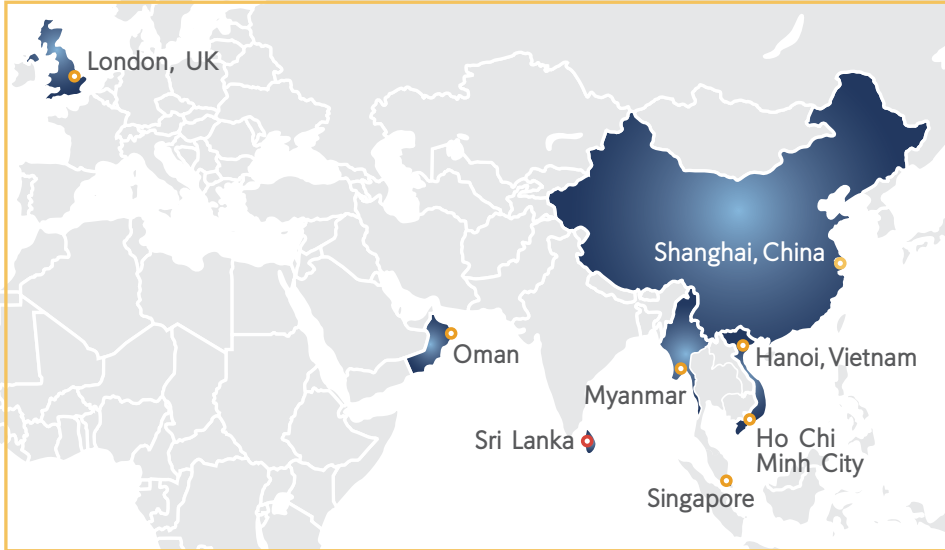 London, UK
Shanghai, China
Oman
Hanoi, Vietnam
Myanmar
Sri Lanka
Ho Chi
Minh City
Singapore